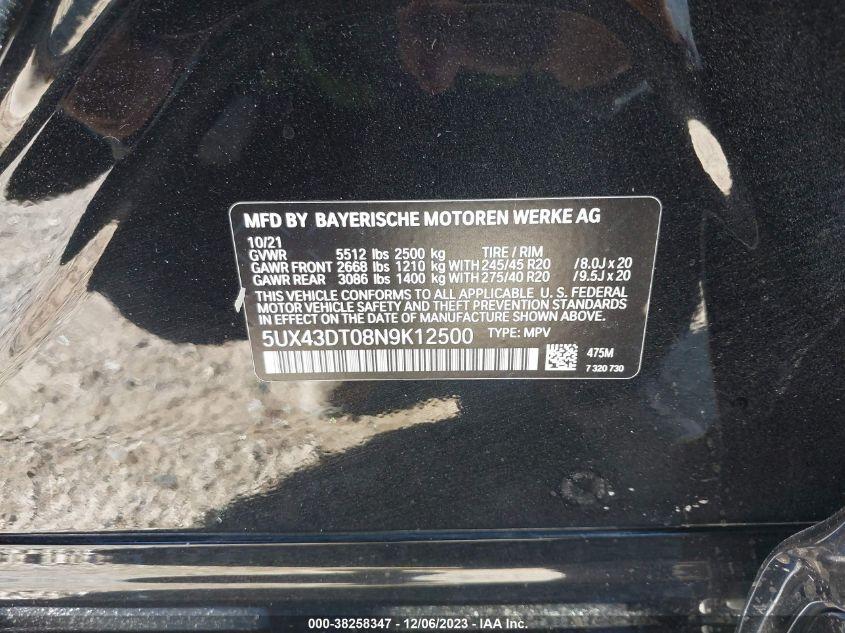 MFD BY BAYERISCHE MOTOREN WERKE AG
10/21
GVWR 5512 lbs 2500 kg TIRE / RIM
GAWR FRONT 2668 lbs 1210 kg WITH 245/45 R20 /8.0J x 20
GAWR REAR 3086 lbs 1400 kg WITH 275/40 R20 /9.5J x 20
THIS VEHICLE CONFORMS TO ALL APPLICABLE U. S. FEDERAL
MOTOR VEHICLE SAFETY AND THEFT PREVENTION STANDARDS
IN EFFECT ON THE DATE OF MANUFACTURE SHOWN ABOVE.
5UX43DT08N9K12500 TYPE: MPV
475M
7 320 730
000-38258347 - 12/06/2023 - IAA Inc.